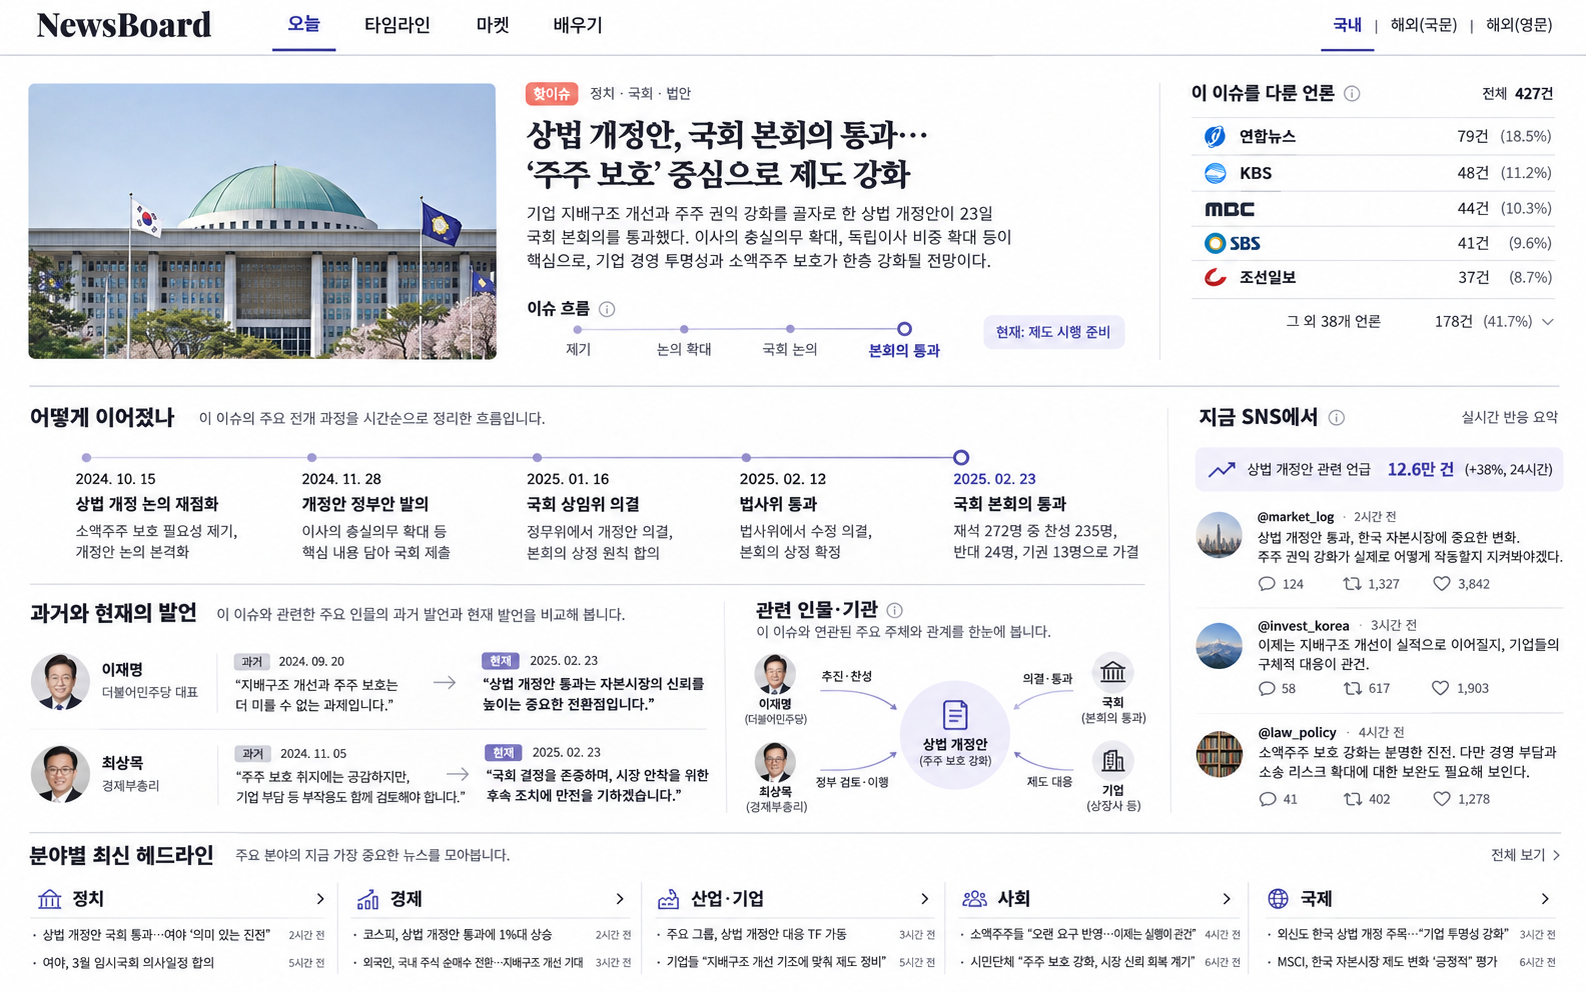 NewsBoard
오늘
타임라인
마켓
배우기
국내 | 해외(국문) | 해외(영문)
핫이슈
정치 · 국회 · 법안
상법 개정안, 국회 본회의 통과…
‘주주 보호’ 중심으로 제도 강화
기업 지배구조 개선과 주주 권익 강화를 골자로 한 상법 개정안이 23일
국회 본회의를 통과했다. 이사의 충실의무 확대, 독립이사 비중 확대 등이
핵심으로, 기업 경영 투명성과 소액주주 보호가 한층 강화될 전망이다.
이슈 흐름
제기
논의 확대
국회 논의
본회의 통과
현재: 제도 시행 준비
이 이슈를 다룬 언론
전체 427건
연합뉴스 79건 (18.5%)
KBS 48건 (11.2%)
MBC 44건 (10.3%)
SBS 41건 (9.6%)
조선일보 37건 (8.7%)
그 외 38개 언론 178건 (41.7%)
어떻게 이어졌나
이 이슈의 주요 전개 과정을 시간순으로 정리한 흐름입니다.
2024. 10. 15
상법 개정 논의 재점화
소액주주 보호 필요성 제기,
개정안 논의 본격화
2024. 11. 28
개정안 정부안 발의
이사의 충실의무 확대 등
핵심 내용 담아 국회 제출
2025. 01. 16
국회 상임위 의결
정무위에서 개정안 의결,
본회의 상정 원칙 합의
2025. 02. 12
법사위 통과
법사위에서 수정 의결,
본회의 상정 확정
2025. 02. 23
국회 본회의 통과
재석 272명 중 찬성 235명,
반대 24명, 기권 13명으로 가결
지금 SNS에서
실시간 반응 요약
상법 개정안 관련 언급 12.6만 건 (+38%, 24시간)
@market_log · 2시간 전
상법 개정안 통과, 한국 자본시장에 중요한 변화.
주주 권익 강화가 실제로 어떻게 작동할지 지켜봐야겠다.
124 1,327 3,842
@invest_korea · 3시간 전
이제는 지배구조 개선이 실적으로 이어질지, 기업들의
구체적 대응이 관건.
58 617 1,903
@law_policy · 4시간 전
소액주주 보호 강화는 분명한 진전. 다만 경영 부담과
소송 리스크 확대에 대한 보완도 필요해 보인다.
41 402 1,278
과거와 현재의 발언
이 이슈와 관련한 주요 인믈의 과거 발언과 현재 발언을 비교해 봅니다.
이재명
더불어민주당 대표
과거 2024. 09. 20
“지배구조 개선과 주주 보호는
더 미룰 수 없는 과제입니다.”
현재 2025. 02. 23
“상법 개정안 통과는 자본시장의 신뢰를
높이는 중요한 전환점입니다.”
최상목
경제부총리
과거 2024. 11. 05
“주주 보호 취지에는 공감하지만,
기업 부담 등 부작용도 함께 검토해야 합니다.”
현재 2025. 02. 23
“국회 결정을 존중하며, 시장 안착을 위한
후속 조치에 만전을 기하겠습니다.”
관련 인물·기관
이 이슈와 연관된 주요 주체와 관계를 한눈에 봅니다.
이재명
(더불어민주당)
추진·찬성
의결·통과
국회
(본회의 통과)
상법 개정안
(주주 보호 강화)
최상목
(경제부총리)
정부 검토·이행
제도 대응
기업
(상장사 등)
분야별 최신 헤드라인
주요 분야의 지금 가장 중요한 뉴스를 모아봅니다.
전체 보기
정치
· 상법 개정안 국회 통과…여야 ‘의미 있는 진전” 2시간 전
· 여야, 3월 임시국회 의사일정 합의 5시간 전
경제
· 코스피, 상법 개정안 통과에 1%대 상승 2시간 전
· 외국인, 국내 주식 순매수 전환…지배구조 개선 기대 3시간 전
산업·기업
· 주요 그룹, 상법 개정안 대응 TF 가동 3시간 전
· 기업들 “지배구조 개선 기조에 맞춰 제도 정비” 5시간 전
사회
· 소액주주들 “오랜 요구 반영…이제는 실행이 관건” 4시간 전
· 시민단체 “주주 보호 강화, 시장 신뢰 회복 계기” 6시간 전
국제
· 외신도 한국 상법 개정 주목…“기업 투명성 강화” 3시간 전
· MSCI, 한국 자본시장 제도 변화 ‘긍정적” 평가 6시간 전